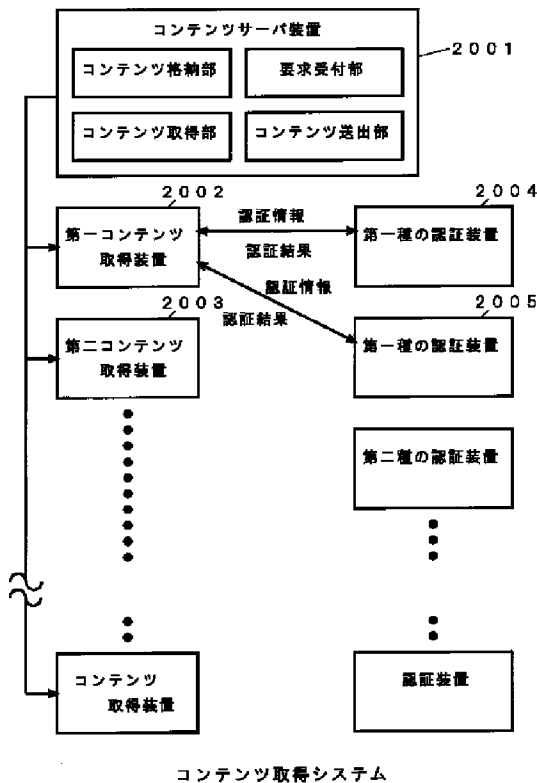 コンテンツサーバ装置
2001
コンテンツ格納部
要求受付部
コンテンツ取得部
コンテンツ送出部
2002
2004
第一コンテンツ
取得装置
認証情報
認証結果
第一種の認証装置
認証情報
2003
認証結果
2005
第二コンテンツ
取得装置
第一種の認証装置
第二種の認証装置
コンテンツ
取得装置
認証装置
コンテンツ取得システム